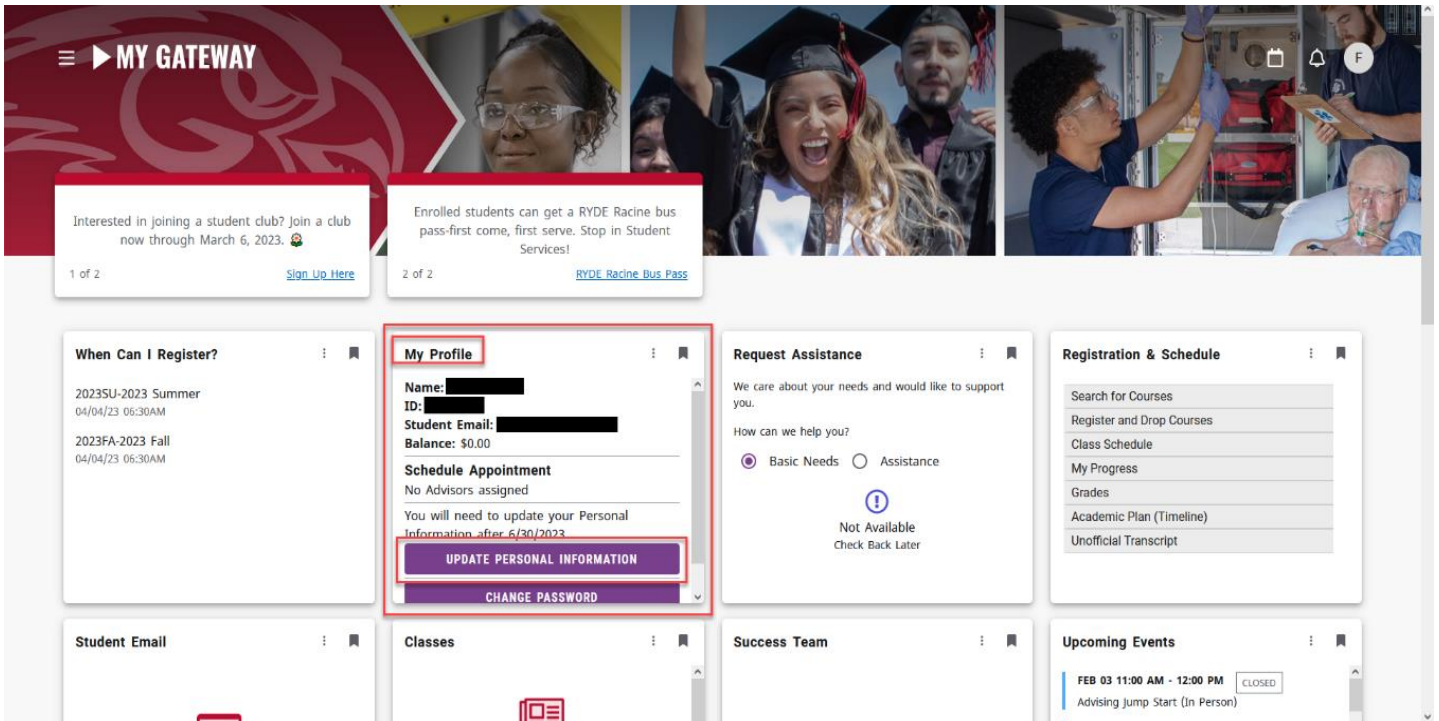 MY GATEWAY
F
Interested in joining a student club? Join a club
now through March 6, 2023.
1 of 2
Sign Up Here
Enrolled students can get a RYDE Racine bus
pass-first come, first serve. Stop in Student
Services!
2 of 2
RYDE Racine Bus Pass
When Can I Register?
2023SU-2023 Summer
04/04/23 06:30AM
2023FA-2023 Fall
04/04/23 06:30AM
My Profile
Name:
ID:
Student Email:
Balance: $0.00
Schedule Appointment
No Advisors assigned
You will need to update your Personal
Information after 6/30/2023
UPDATE PERSONAL INFORMATION
CHANGE PASSWORD
Request Assistance
We care about your needs and would like to support
you.
How can we help you?
Basic Needs
Assistance
Not Available
Check Back Later
Registration & Schedule
Search for Courses
Register and Drop Courses
Class Schedule
My Progress
Grades
Academic Plan (Timeline)
Unofficial Transcript
Student Email
Classes
Success Team
Upcoming Events
FEB 03 11:00 AM - 12:00 PM
CLOSED
Advising Jump Start (In Person)